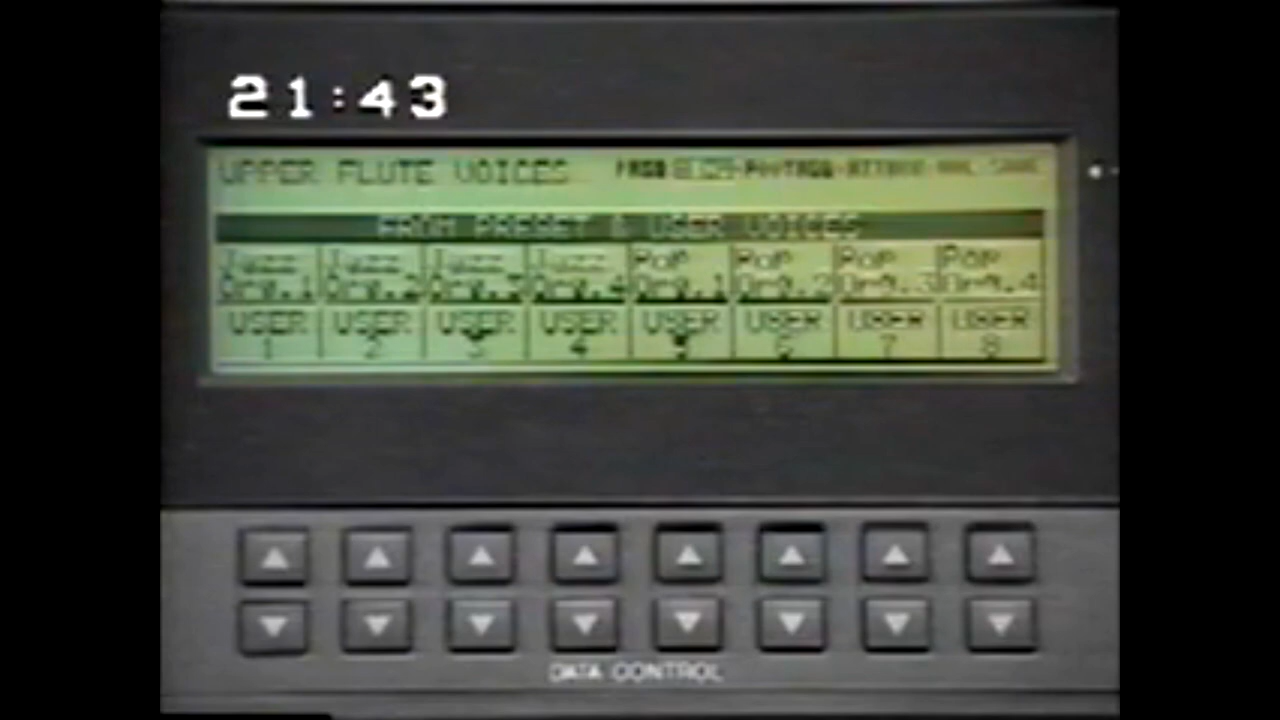 21:43
UPPER FLUTE VOICES
FROM PRESET & USER VOICES
Jazz Jazz Jazz Jazz Pop Pop Pop Pop
Org.1 Org.2 Org.3 Org.4 Org.1 Org.2 Org.3 Org.4
USER USER USER USER USER USER USER USER
1 2 3 4 5 6 7 8
DATA CONTROL